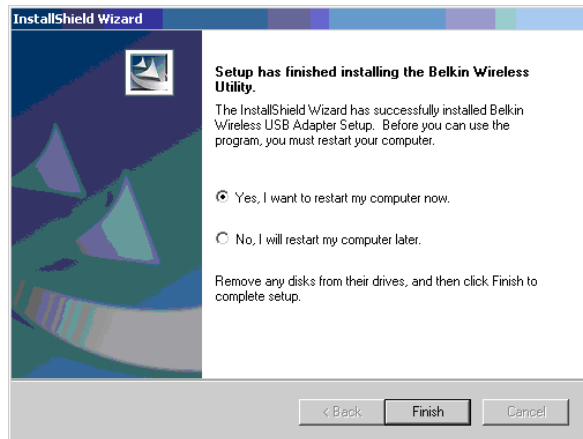 InstallShield Wizard
Setup has finished installing the Belkin Wireless
Utility.
The InstallShield Wizard has successfully installed Belkin
Wireless USB Adapter Setup. Before you can use the
program, you must restart your computer.
Yes, I want to restart my computer now.
No, I will restart my computer later.
Remove any disks from their drives, and then click Finish to
complete setup.
< Back Finish Cancel